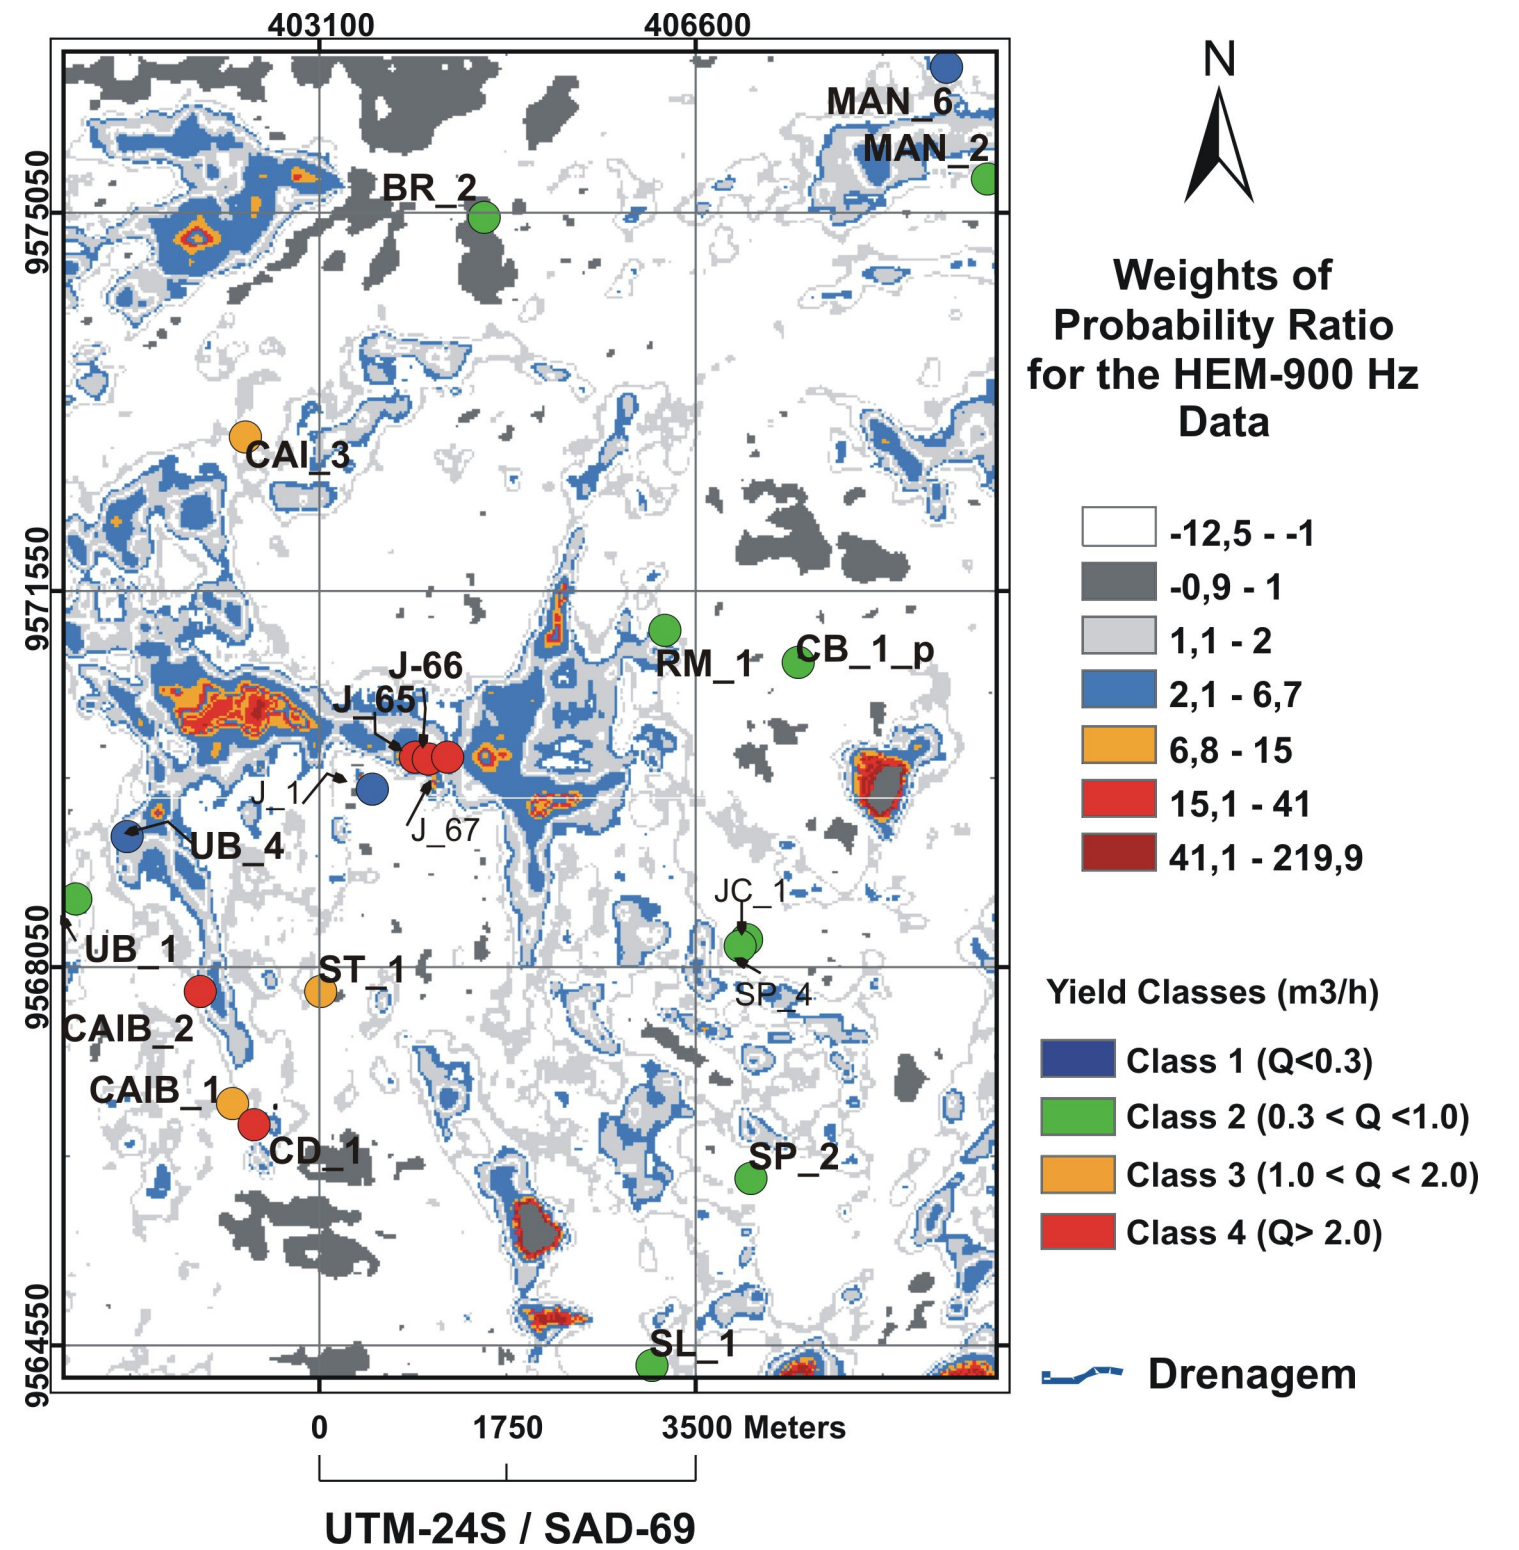 403100
406600
9575050
9571550
9568050
9564550
MAN_6
MAN_2
BR_2
CAI_3
J-66
J_65
RM_1
CB_1_p
J_1
J_67
UB_4
JC_1
UB_1
ST_1
SP_4
CAIB_2
CAIB_1
CD_1
SP_2
SL_1
0
1750
3500 Meters
UTM-24S / SAD-69
N
Weights of
Probability Ratio
for the HEM-900 Hz
Data
-12,5 - -1
-0,9 - 1
1,1 - 2
2,1 - 6,7
6,8 - 15
15,1 - 41
41,1 - 219,9
Yield Classes (m3/h)
Class 1 (Q<0.3)
Class 2 (0.3 < Q <1.0)
Class 3 (1.0 < Q < 2.0)
Class 4 (Q> 2.0)
Drenagem